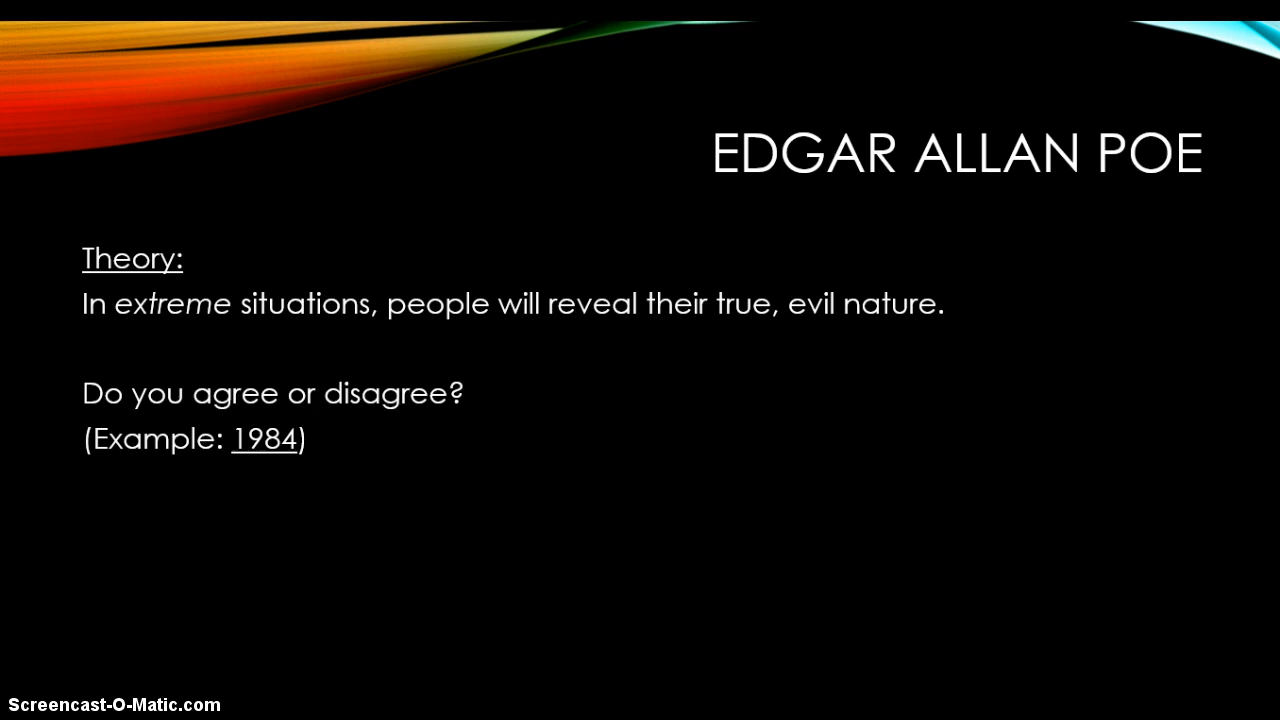 EDGAR ALLAN POE
Theory:
In extreme situations, people will reveal their true, evil nature.
Do you agree or disagree?
(Example: 1984)
Screencast-O-Matic.com